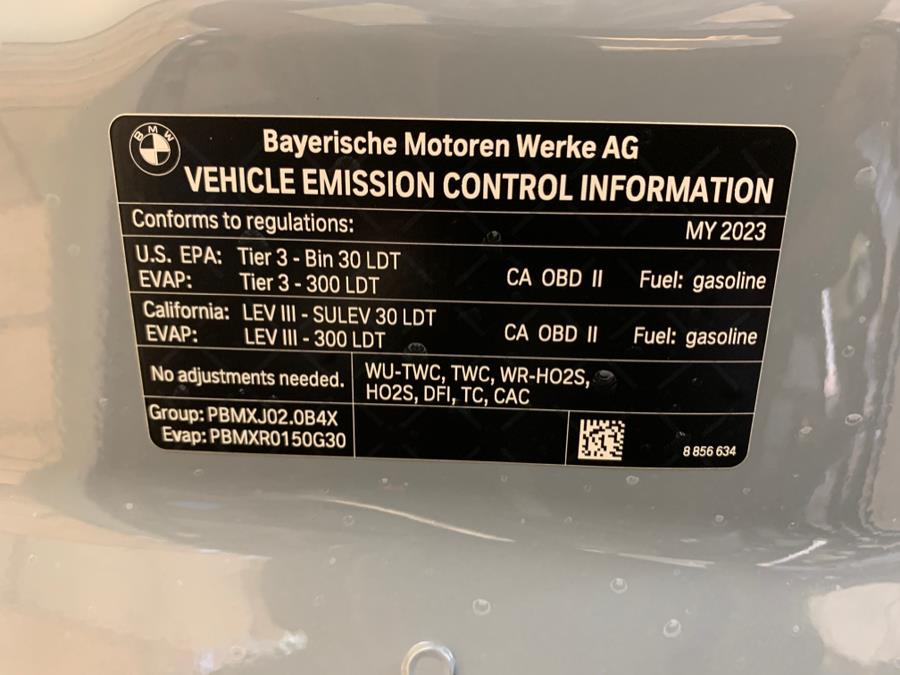 BMW
Bayerische Motoren Werke AG
VEHICLE EMISSION CONTROL INFORMATION
Conforms to regulations: MY 2023
U.S. EPA: Tier 3 - Bin 30 LDT
EVAP: Tier 3 - 300 LDT CA OBD II Fuel: gasoline
California: LEV III - SULEV 30 LDT
EVAP: LEV III - 300 LDT CA OBD II Fuel: gasoline
No adjustments needed. WU-TWC, TWC, WR-HO2S,
HO2S, DFI, TC, CAC
Group: PBMXJ02.0B4X
Evap: PBMXR0150G30
8 856 634